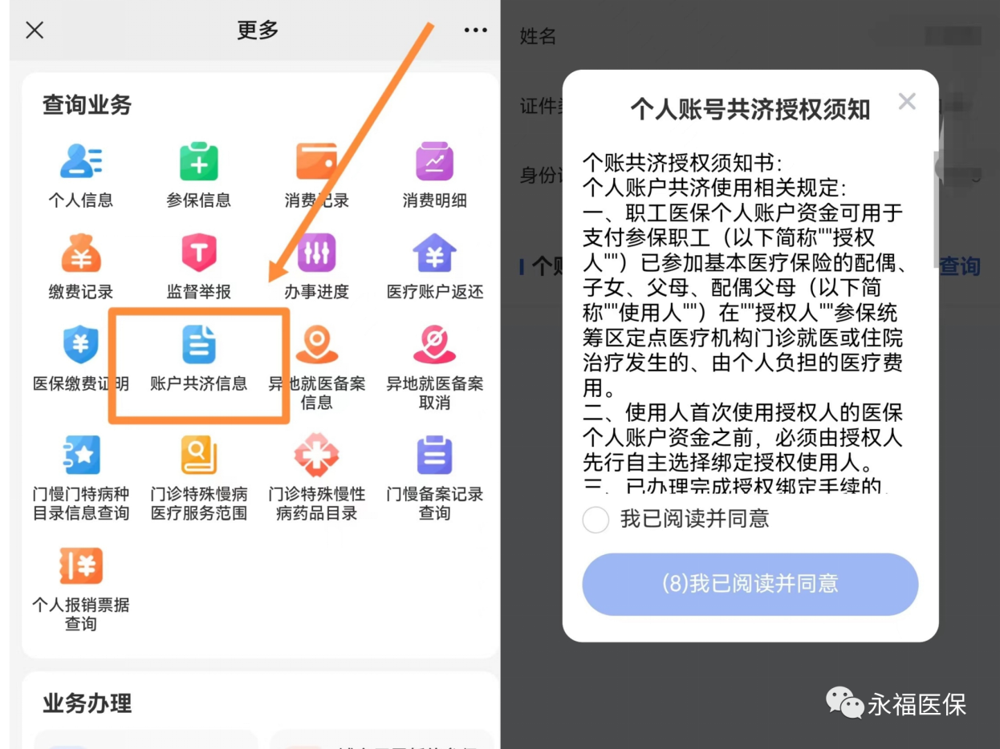 更多
查询业务
个人信息
参保信息
消费记录
消费明细
缴费记录
监督举报
办事进度
医疗账户返还
医保缴费证明
账户共济信息
异地就医备案
信息
异地就医备案
取消
门慢门特病种
目录信息查询
门诊特殊慢病
医疗服务范围
门诊特殊慢性
病药品目录
门慢备案记录
查询
个人报销票据
查询
业务办理
姓名
证件
身份
个账
查询
个人账号共济授权须知
个账共济授权须知书:
个人账户共济使用相关规定:
一、职工医保个人账户资金可用于
支付参保职工（以下简称""授权
人""）已参加基本医疗保险的配偶、
子女、父母、配偶父母（以下简
称""使用人""）在""授权人""参保统
筹区定点医疗机构门诊就医或住院
治疗发生的、由个人负担的医疗费
用。
二、使用人首次使用授权人的医保
个人账户资金之前，必须由授权人
先行自主选择绑定授权使用人。
三、已办理完成授权绑定手续的，
我已阅读并同意
(8)我已阅读并同意
永福医保